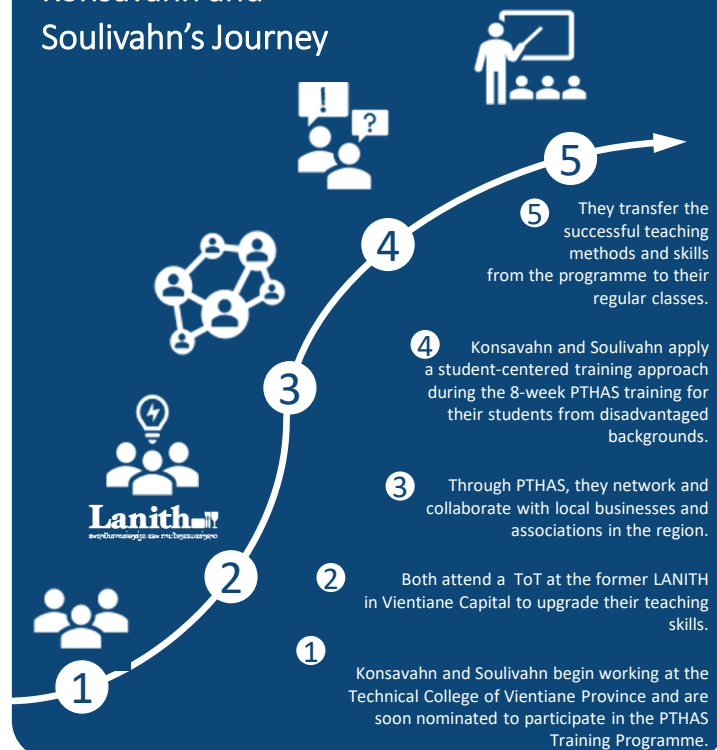 Konsavahn and
Soulivahn's Journey
!
?
5
5
They transfer the
successful teaching
methods and skills
from the programme to their
regular classes.
4
4
Konsavahn and Soulivahn apply
a student-centered training approach
during the 8-week PTHAS training for
their students from disadvantaged
backgrounds.
3
3
Through PTHAS, they network and
collaborate with local businesses and
associations in the region.
Lanith
2
2
Both attend a ToT at the former LANITH
in Vientiane Capital to upgrade their teaching
skills.
1
1
Konsavahn and Soulivahn begin working at the
Technical College of Vientiane Province and are
soon nominated to participate in the PTHAS
Training Programme.